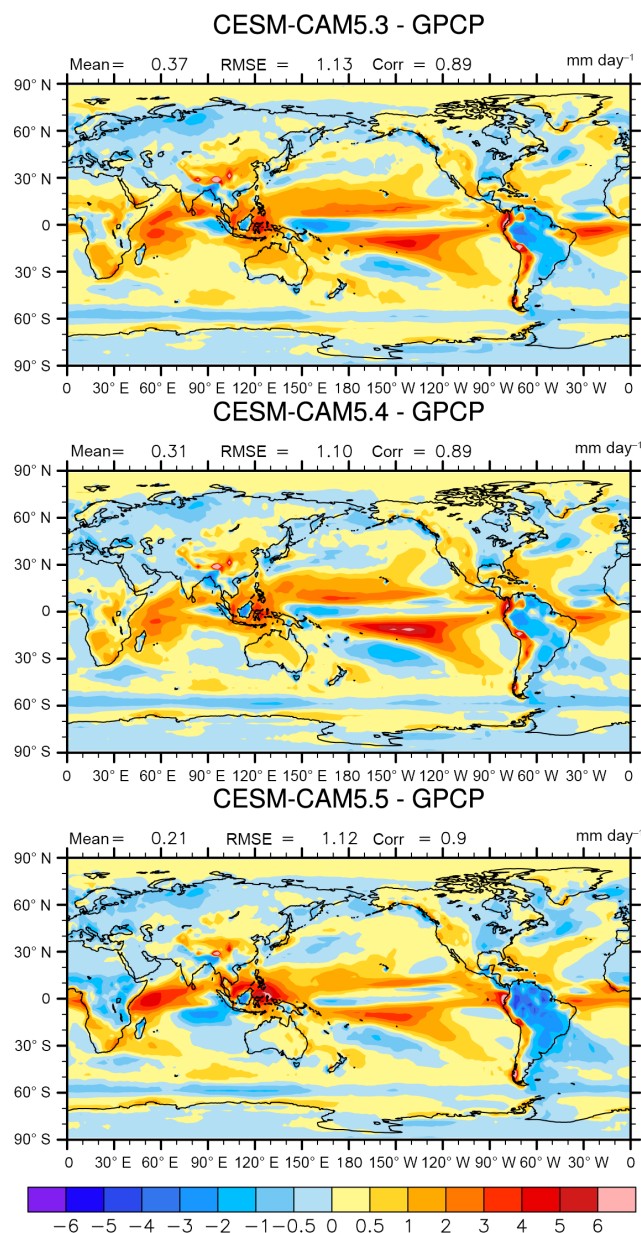 CESM-CAM5.3 - GPCP
Mean= 0.37 RMSE = 1.13 Corr = 0.89 mm day⁻¹
90° N
60° N
30° N
0
30° S
60° S
90° S
0 30° E 60° E 90° E 120° E 150° E 180 150° W 120° W 90° W 60° W 30° W 0
CESM-CAM5.4 - GPCP
Mean= 0.31 RMSE = 1.10 Corr = 0.89 mm day⁻¹
90° N
60° N
30° N
0
30° S
60° S
90° S
0 30° E 60° E 90° E 120° E 150° E 180 150° W 120° W 90° W 60° W 30° W 0
CESM-CAM5.5 - GPCP
Mean= 0.21 RMSE = 1.12 Corr = 0.9 mm day⁻¹
90° N
60° N
30° N
0
30° S
60° S
90° S
0 30° E 60° E 90° E 120° E 150° E 180 150° W 120° W 90° W 60° W 30° W 0
−6 −5 −4 −3 −2 −1 −0.5 0 0.5 1 2 3 4 5 6